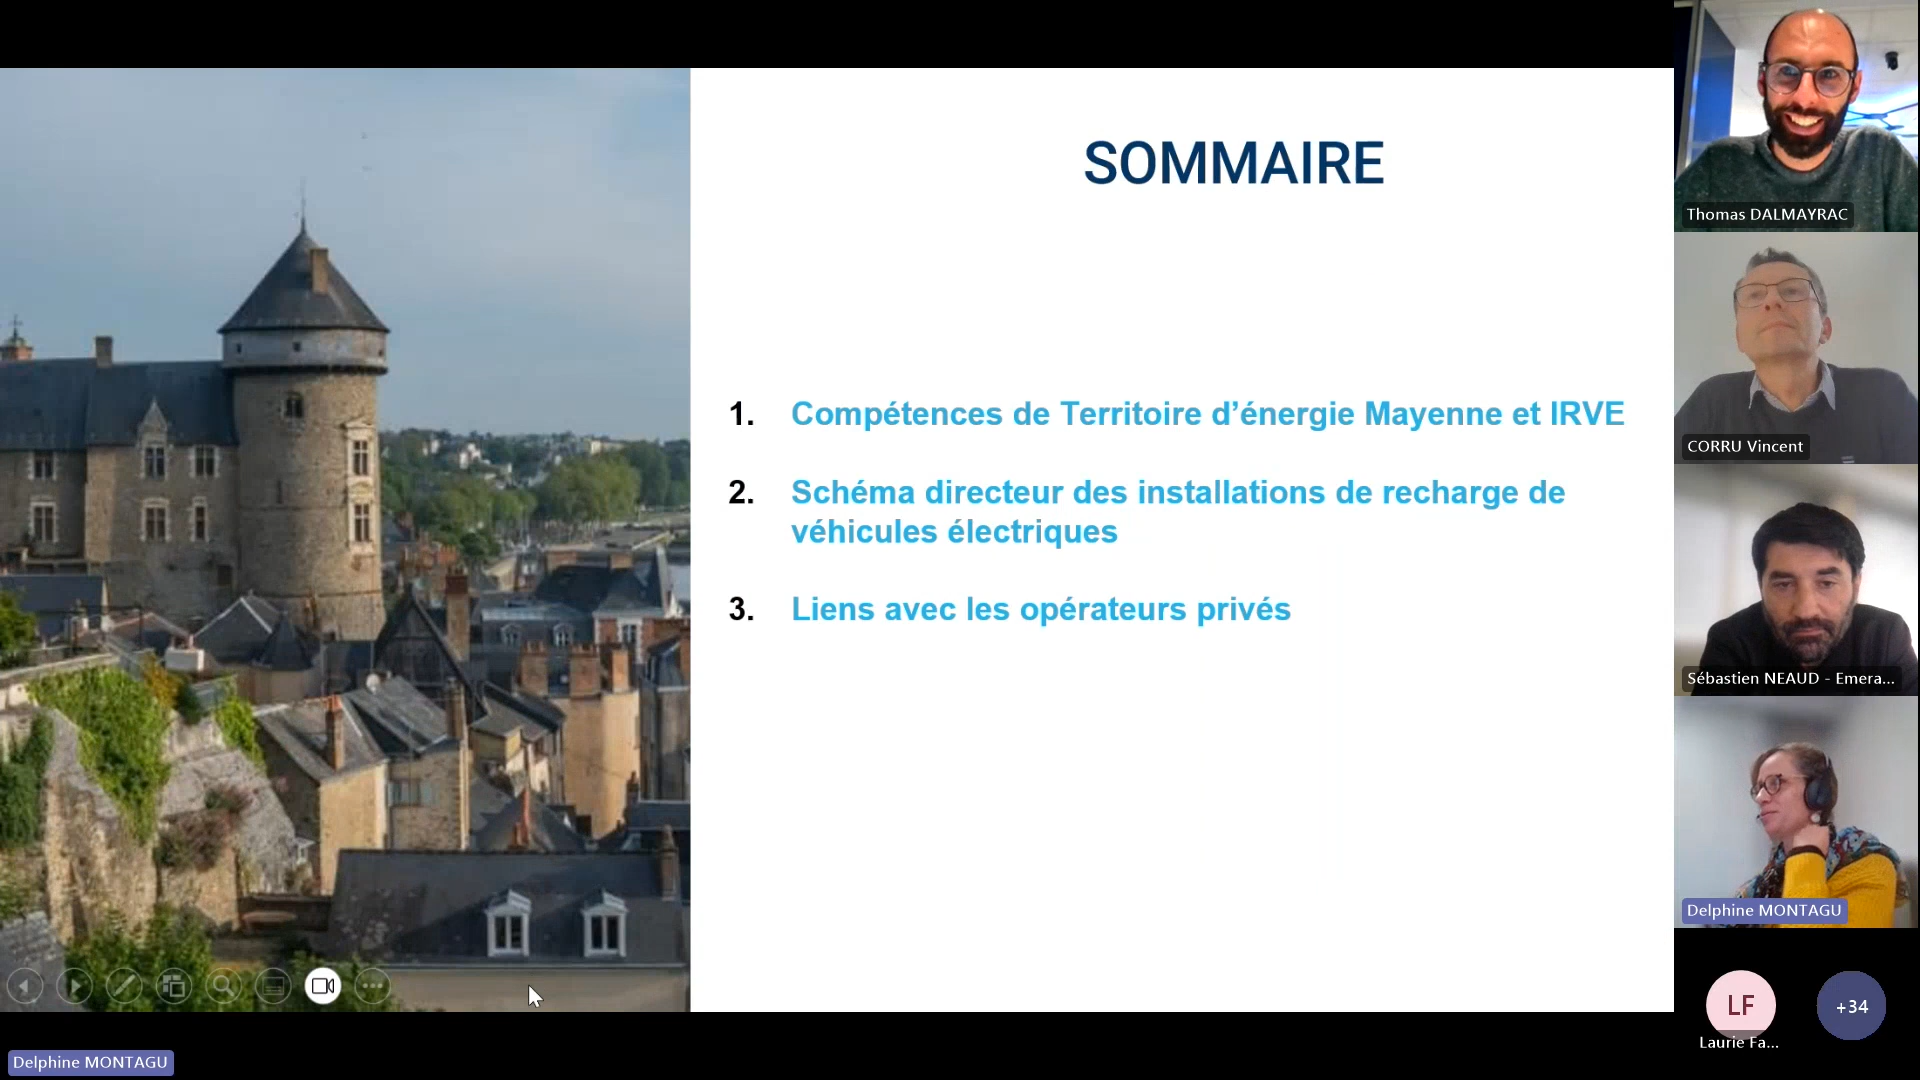 SOMMAIRE
1. Compétences de Territoire d’énergie Mayenne et IRVE
2. Schéma directeur des installations de recharge de
véhicules électriques
3. Liens avec les opérateurs privés
Thomas DALMAYRAC
CORRU Vincent
Sébastien NEAUD - Emera...
Delphine MONTAGU
LF
+34
Laurie Fa...
Delphine MONTAGU